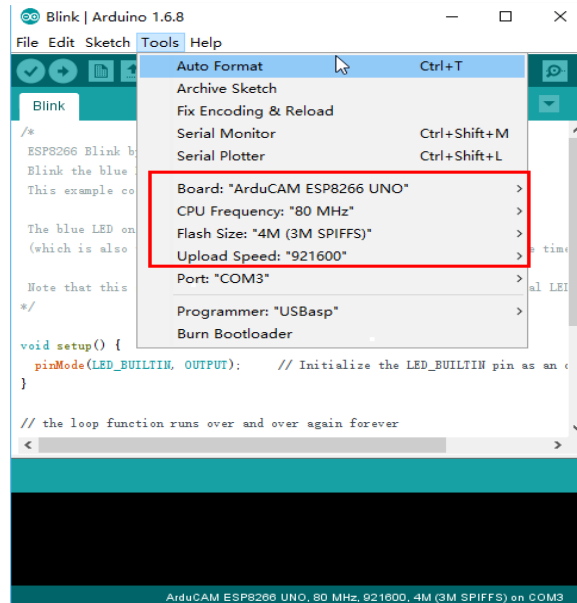 Blink | Arduino 1.6.8
File Edit Sketch Tools Help
Auto Format Ctrl+T
Archive Sketch
Fix Encoding & Reload
Serial Monitor Ctrl+Shift+M
Serial Plotter Ctrl+Shift+L
Board: "ArduCAM ESP8266 UNO"
CPU Frequency: "80 MHz"
Flash Size: "4M (3M SPIFFS)"
Upload Speed: "921600"
Port: "COM3"
Programmer: "USBasp"
Burn Bootloader
Blink
/*
ESP8266 Blink b
Blink the blue
This example co
The blue LED on
(which is also e time
Note that this al LED
*/
void setup() {
pinMode(LED_BUILTIN, OUTPUT); // Initialize the LED_BUILTIN pin as an
}
// the loop function runs over and over again forever
ArduCAM ESP8266 UNO, 80 MHz, 921600, 4M (3M SPIFFS) on COM3